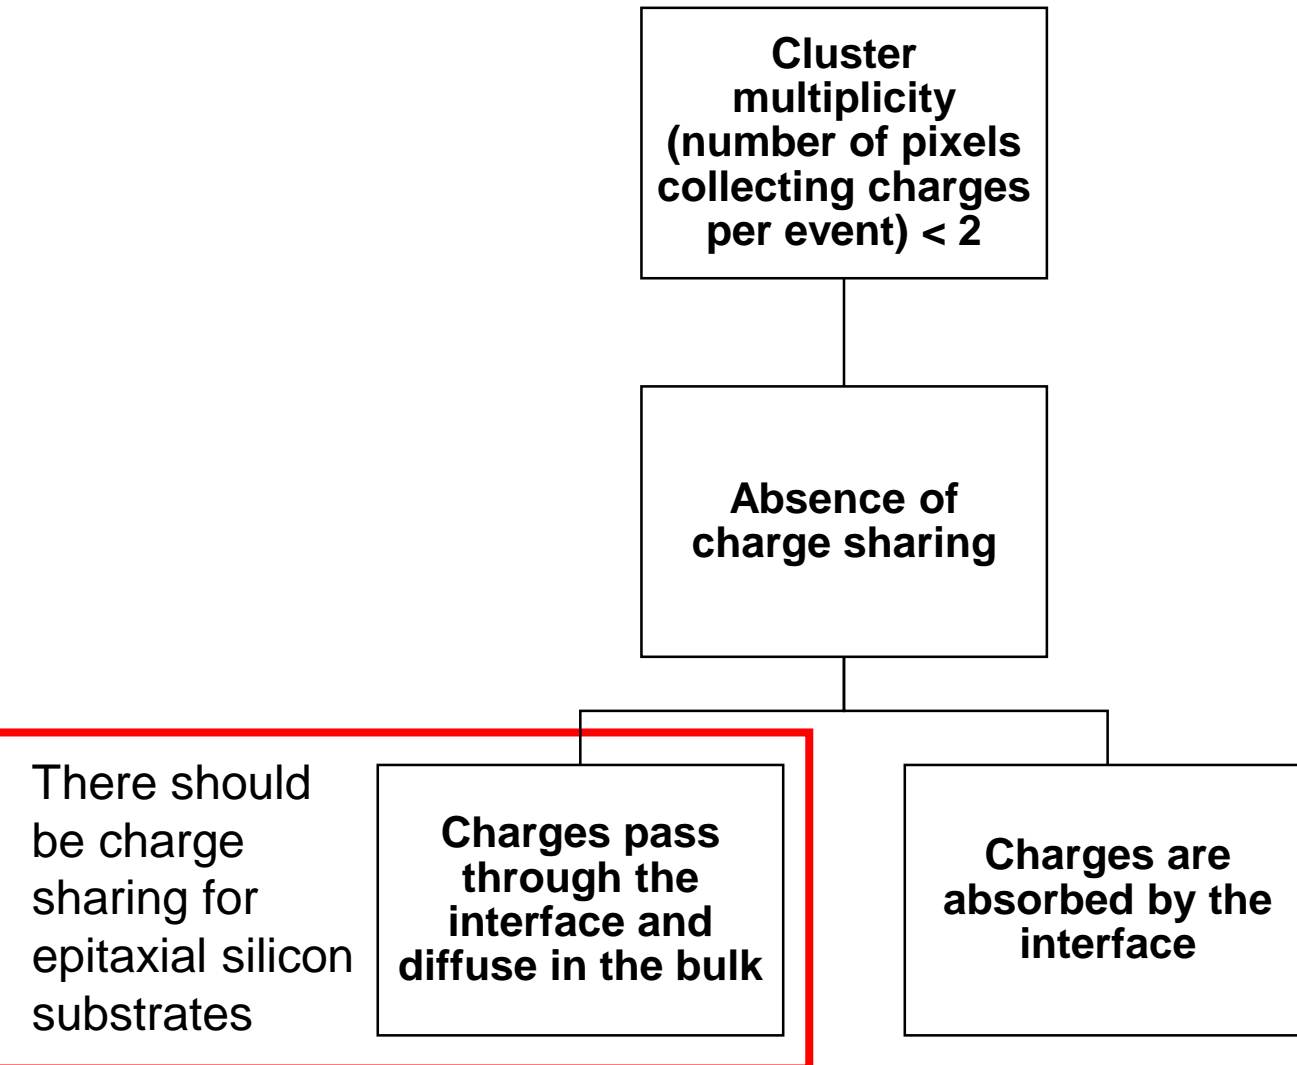 Cluster
multiplicity
(number of pixels
collecting charges
per event) < 2
Absence of
charge sharing
There should
be charge
sharing for
epitaxial silicon
substrates
Charges pass
through the
interface and
diffuse in the bulk
Charges are
absorbed by the
interface